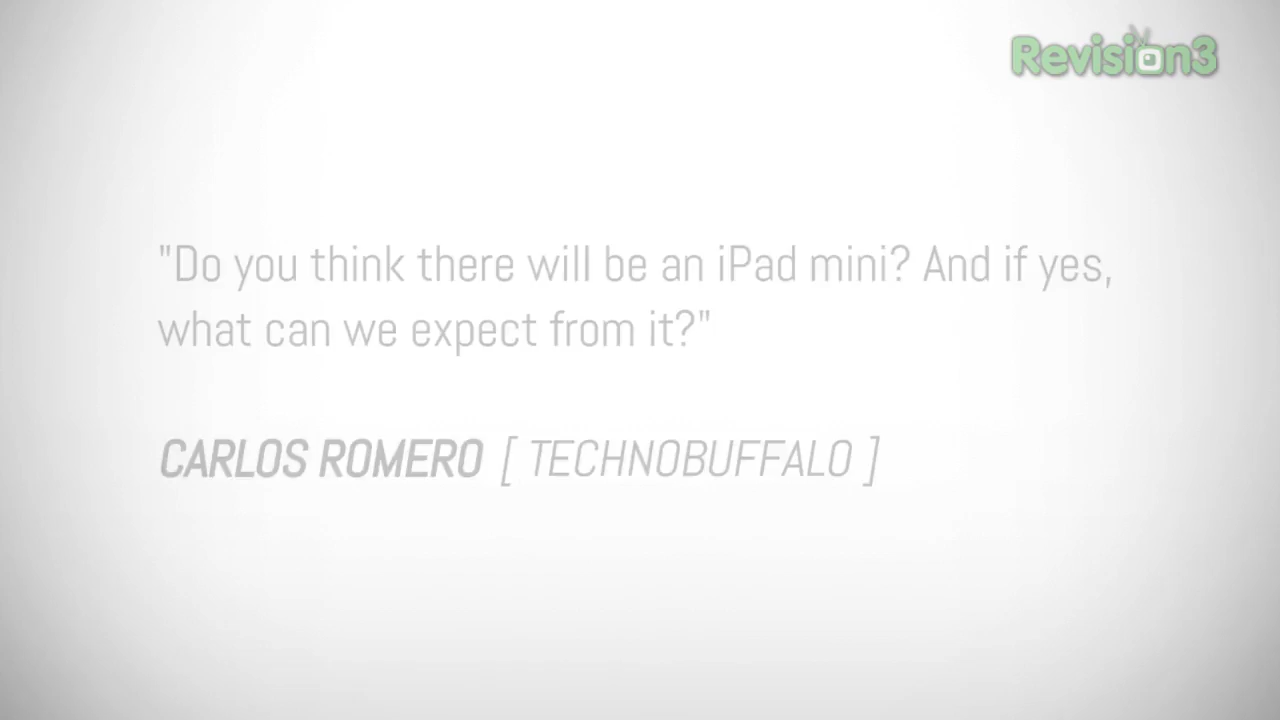 Revision3
"Do you think there will be an iPad mini? And if yes,
what can we expect from it?"
CARLOS ROMERO [ TECHNOBUFFALO ]